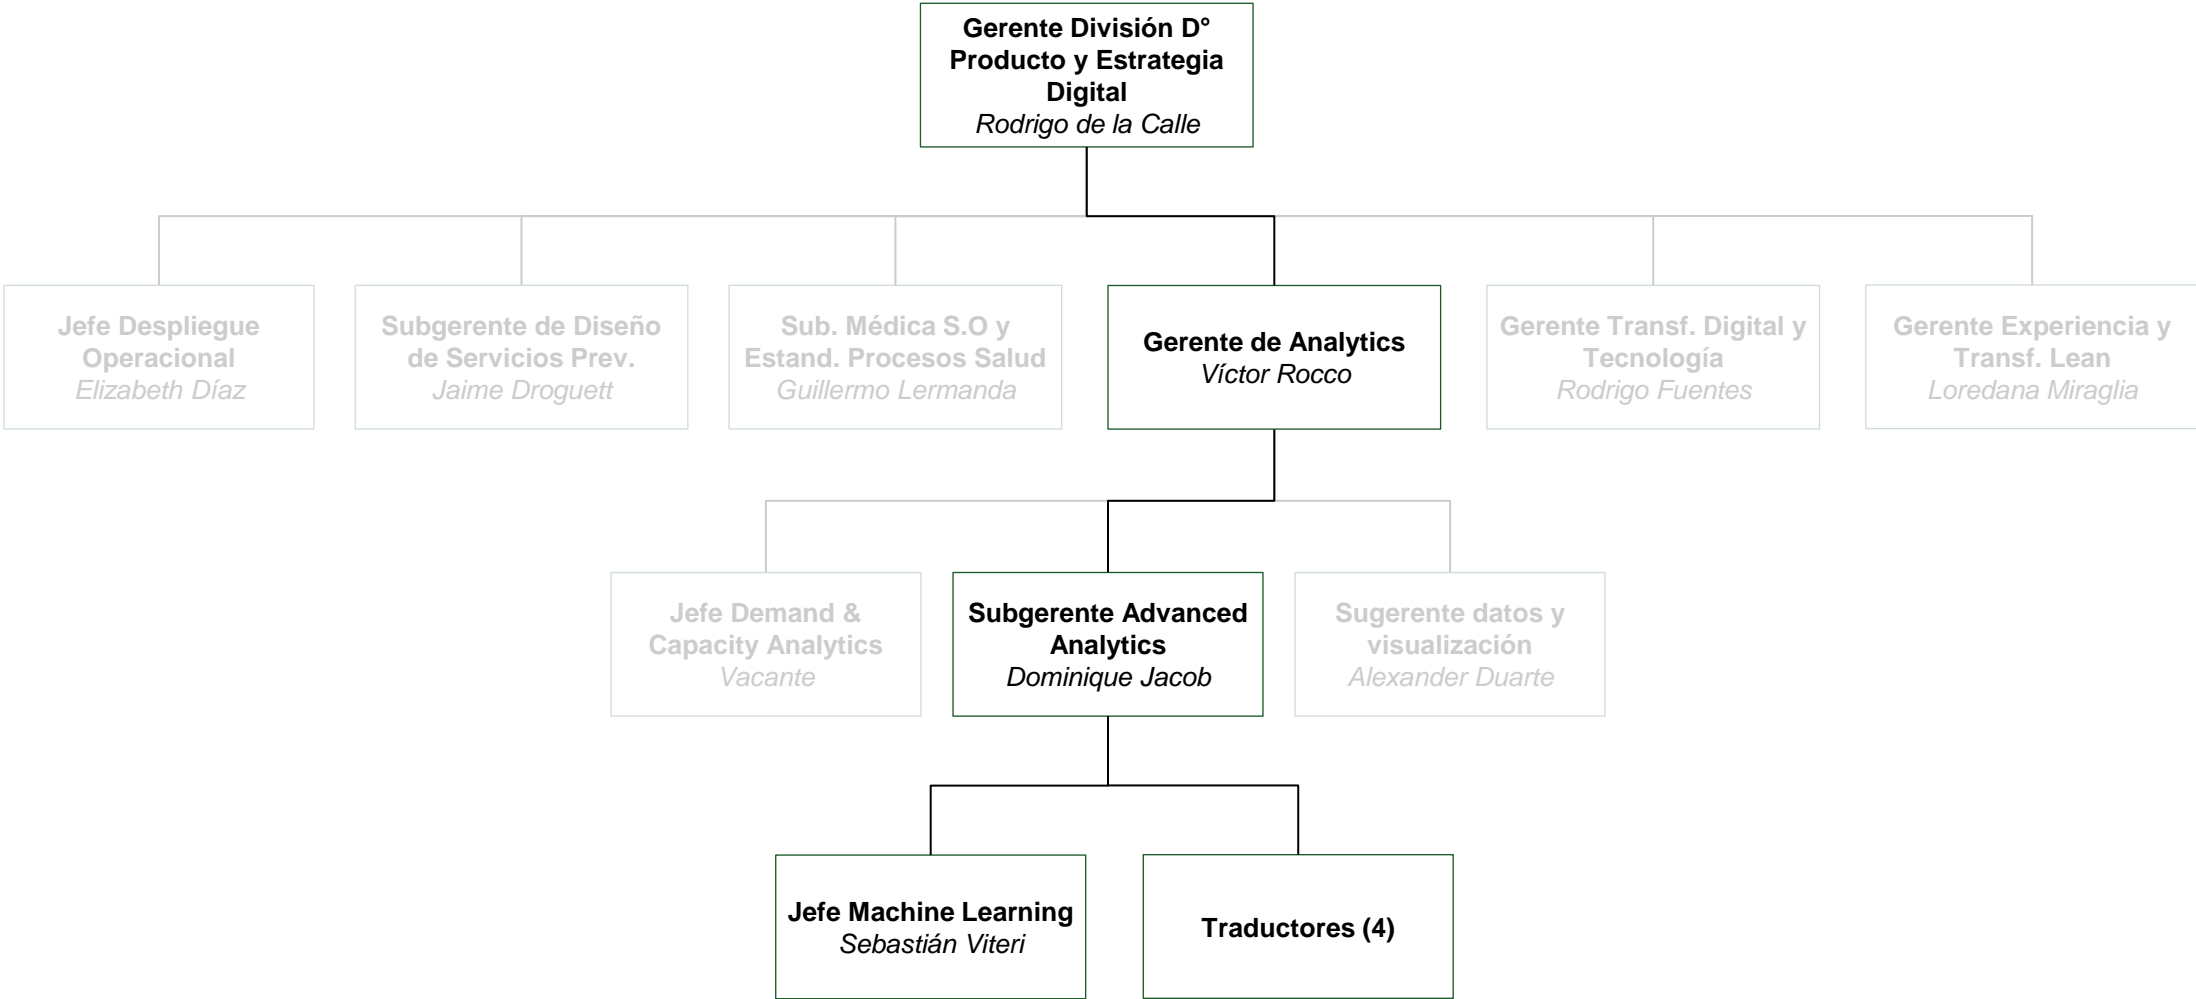 Gerente División D°
Producto y Estrategia
Digital
Rodrigo de la Calle
Jefe Despliegue
Operacional
Elizabeth Díaz
Subgerente de Diseño
de Servicios Prev.
Jaime Droguett
Sub. Médica S.O y
Estand. Procesos Salud
Guillermo Lermanda
Gerente de Analytics
Víctor Rocco
Gerente Transf. Digital y
Tecnología
Rodrigo Fuentes
Gerente Experiencia y
Transf. Lean
Loredana Miraglia
Jefe Demand &
Capacity Analytics
Vacante
Subgerente Advanced
Analytics
Dominique Jacob
Sugerente datos y
visualización
Alexander Duarte
Jefe Machine Learning
Sebastián Viteri
Traductores (4)